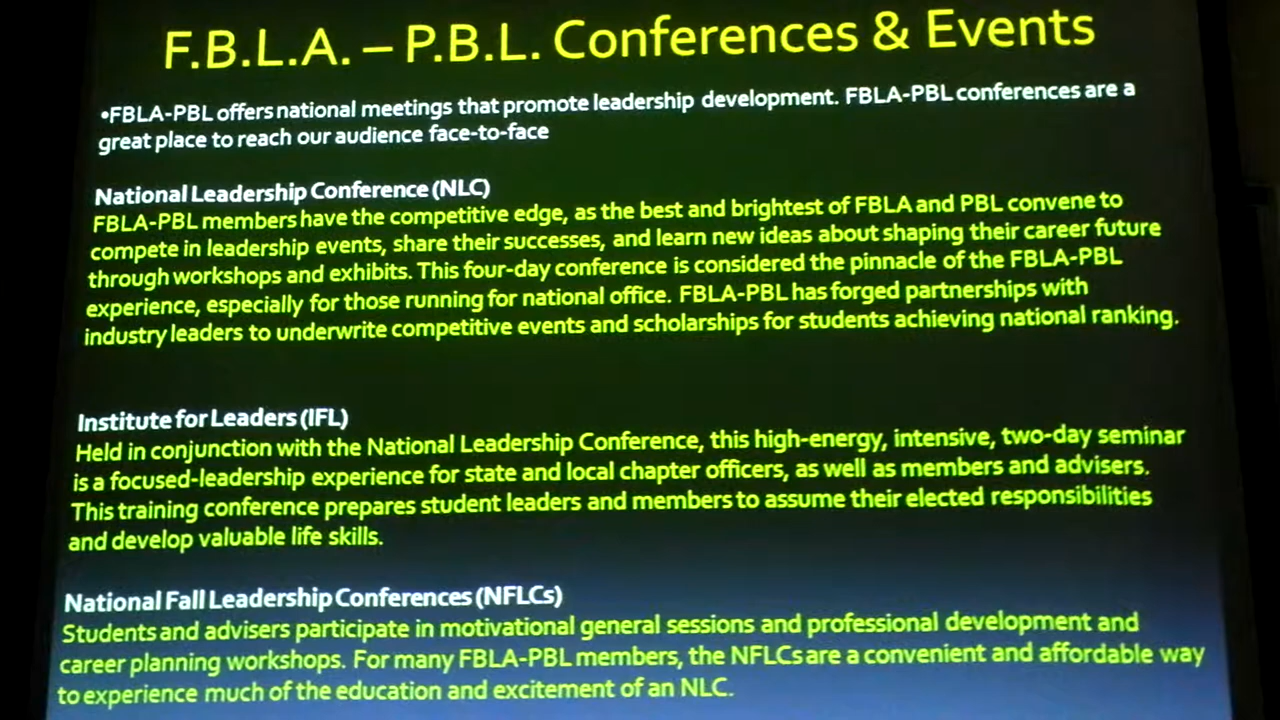 F.B.L.A. – P.B.L. Conferences & Events
•FBLA-PBL offers national meetings that promote leadership development. FBLA-PBL conferences are a
great place to reach our audience face-to-face
National Leadership Conference (NLC)
FBLA-PBL members have the competitive edge, as the best and brightest of FBLA and PBL convene to
compete in leadership events, share their successes, and learn new ideas about shaping their career future
through workshops and exhibits. This four-day conference is considered the pinnacle of the FBLA-PBL
experience, especially for those running for national office. FBLA-PBL has forged partnerships with
industry leaders to underwrite competitive events and scholarships for students achieving national ranking.
Institute for Leaders (IFL)
Held in conjunction with the National Leadership Conference, this high-energy, intensive, two-day seminar
is a focused-leadership experience for state and local chapter officers, as well as members and advisers.
This training conference prepares student leaders and members to assume their elected responsibilities
and develop valuable life skills.
National Fall Leadership Conferences (NFLCs)
Students and advisers participate in motivational general sessions and professional development and
career planning workshops. For many FBLA-PBL members, the NFLCs are a convenient and affordable way
to experience much of the education and excitement of an NLC.